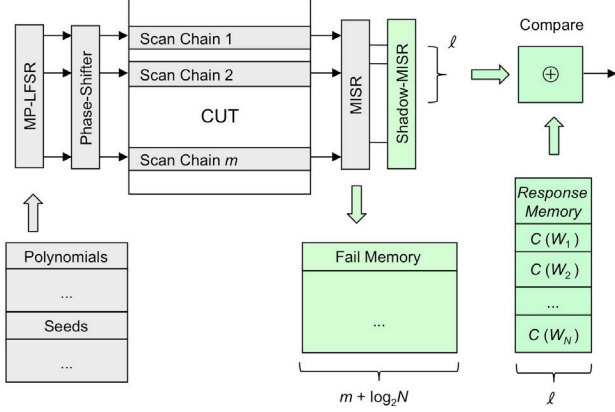 MP-LFSR
Phase-Shifter
Scan Chain 1
Scan Chain 2
CUT
Scan Chain m
MISR
Shadow-MISR
ℓ
Compare
⊕
Polynomials
...
Seeds
...
Fail Memory
...
m + log₂N
Response
Memory
C (W₁)
C (W₂)
...
C (W_N)
ℓ